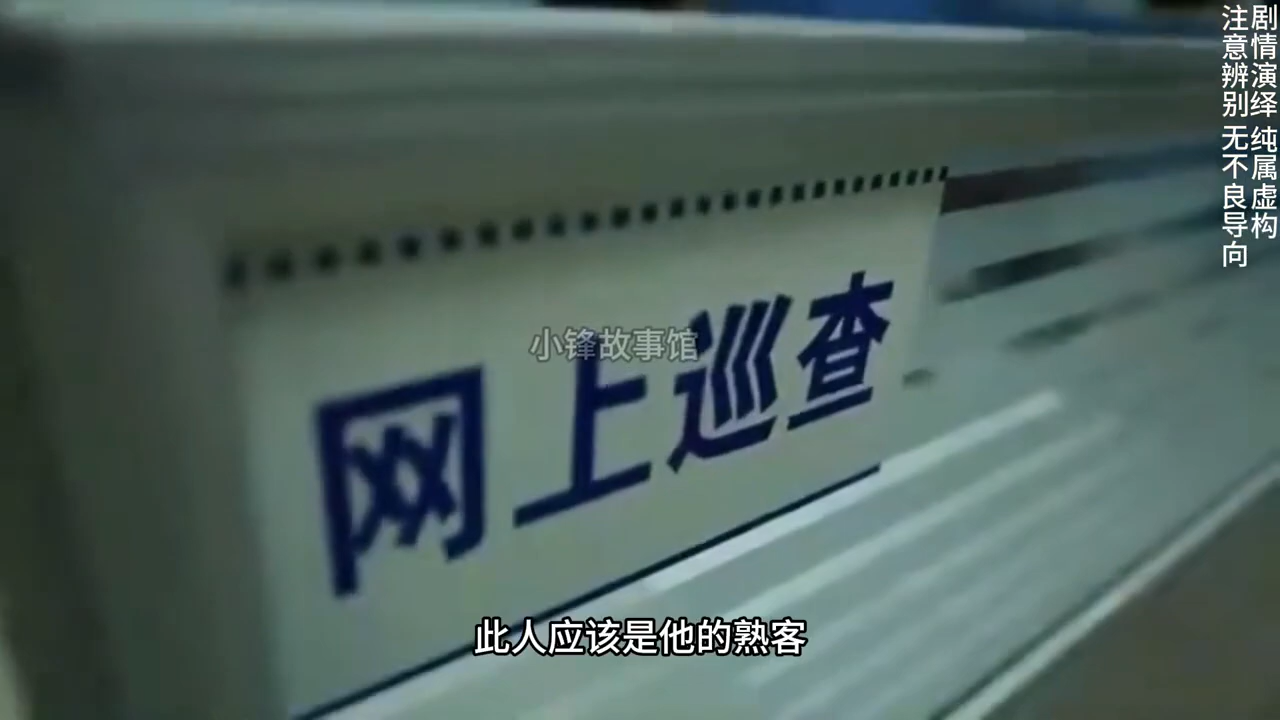 剧情演绎 纯属虚构
注意辨别 无不良导向
小锋故事馆
网上巡查
此人应该是他的熟客